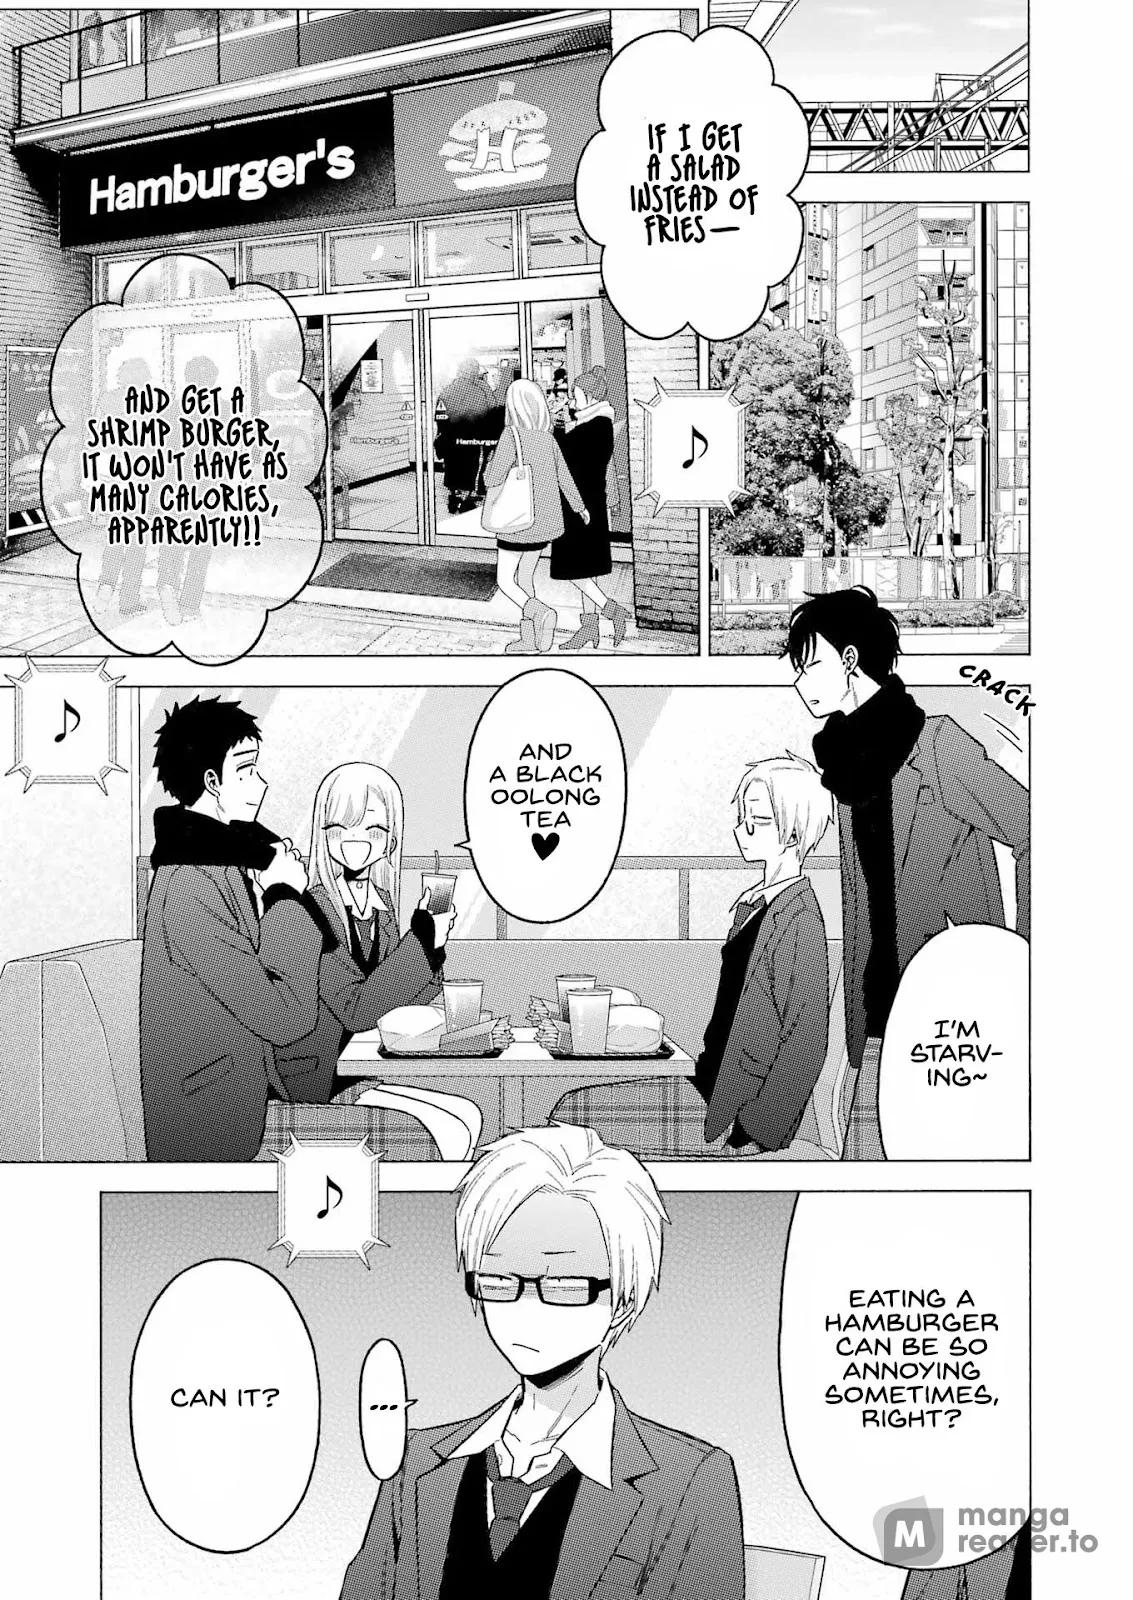 IF I GET
A SALAD
INSTEAD OF
FRIES—
Hamburger's
H
AND GET A
SHRIMP BURGER,
IT WON'T HAVE AS
MANY CALORIES,
APPARENTLY!!
Hamburger's
Hamburger's
CRACK
AND
A BLACK
OOLONG
TEA
♥
I'M
STARV-
ING~
EATING A
HAMBURGER
CAN BE SO
ANNOYING
SOMETIMES,
RIGHT?
...
CAN IT?
M
manga
reader.to